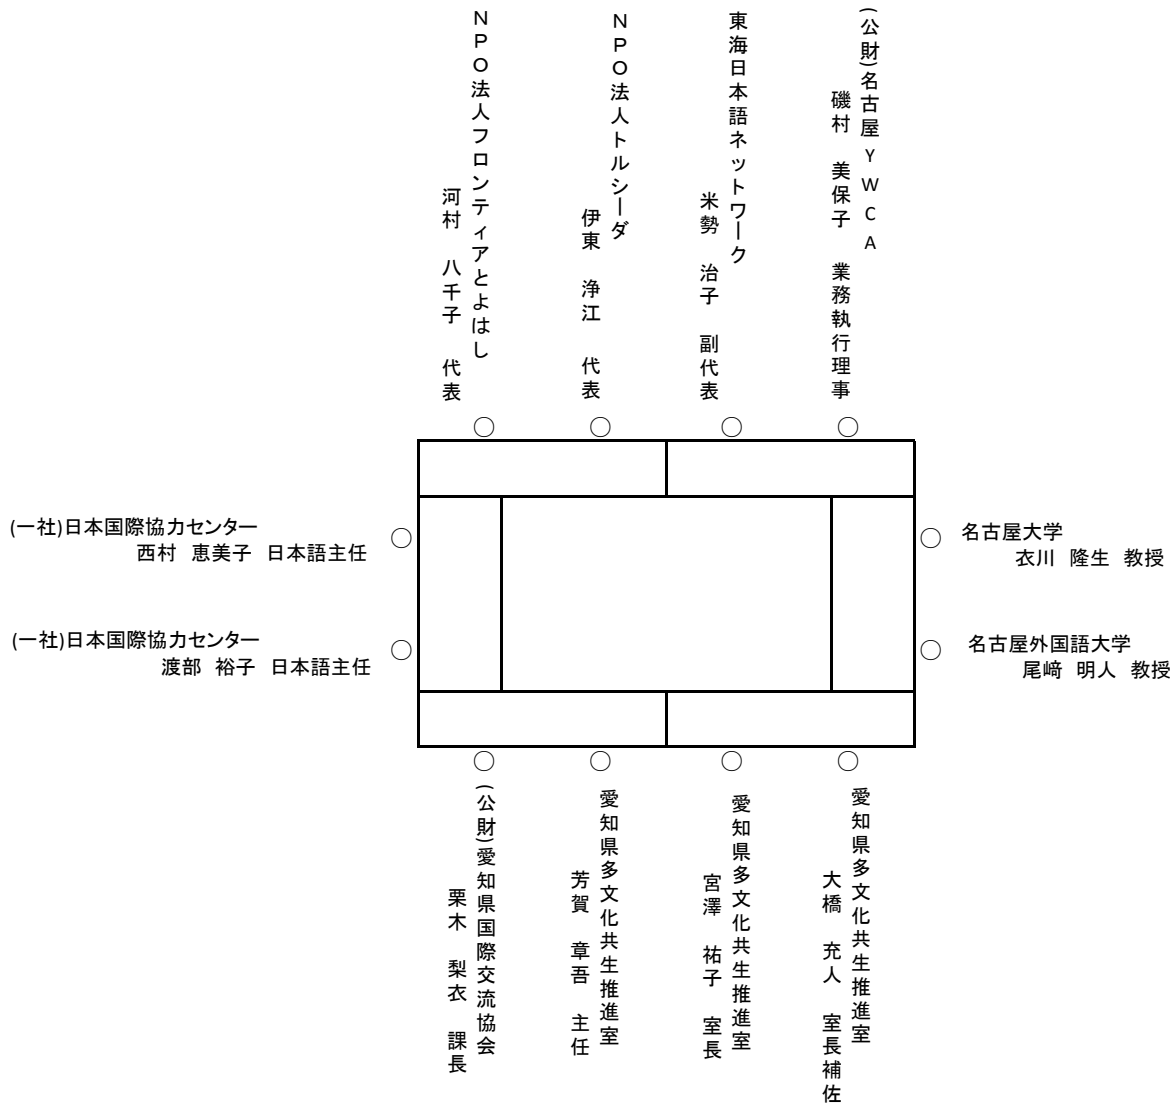 (公財)名古屋YWCA
磯村 美保子 業務執行理事
東海日本語ネットワーク
米勢 治子 副代表
NPO法人トルシーダ
伊東 浄江 代表
NPO法人フロンティアとよはし
河村 八千子 代表
(一社)日本国際協力センター
西村 恵美子 日本語主任
(一社)日本国際協力センター
渡部 裕子 日本語主任
名古屋大学
衣川 隆生 教授
名古屋外国語大学
尾﨑 明人 教授
愛知県多文化共生推進室
大橋 充人 室長補佐
愛知県多文化共生推進室
宮澤 祐子 室長
愛知県多文化共生推進室
芳賀 章吾 主任
(公財)愛知県国際交流協会
栗木 梨衣 課長